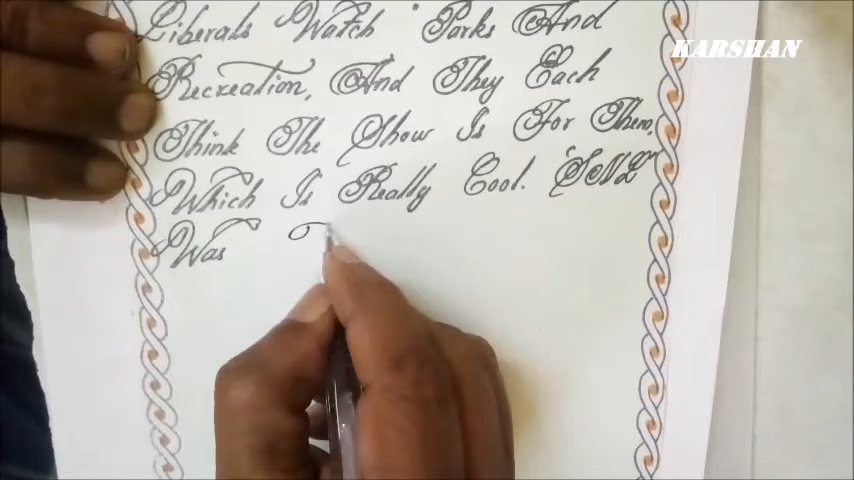 KARSHAN
Liberals Watch "Parks And
Recreation, And They Each
Think The Show Is For Them,
Which Is Really Cool. 'SNL'
Was